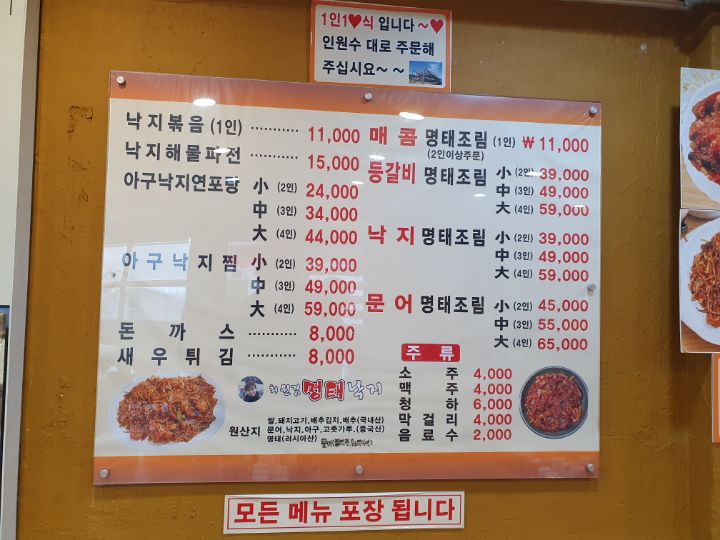 1인1♥식 입니다~♥
인원수 대로 주문해
주십시요~ ~
낙지볶음(1인) ··········· 11,000
낙지해물파전 ··········· 15,000
아구낙지연포탕 小 (2인) 24,000
中 (3인) 34,000
大 (4인) 44,000
아구낙지찜 小 (2인) 39,000
中 (3인) 49,000
大 (4인) 59,000
돈까스 ··········· 8,000
새우튀김 ··········· 8,000
매콤명태조림 (1인) ₩ 11,000
(2인이상주문)
등갈비 명태조림 小 (2인) 39,000
中 (3인) 49,000
大 (4인) 59,000
낙지명태조림 小 (2인) 39,000
中 (3인) 49,000
大 (4인) 59,000
문어명태조림 小 (2인) 45,000
中 (3인) 55,000
大 (4인) 65,000
주류
소주 4,000
맥주 4,000
청하 6,000
막걸리 4,000
음료수 2,000
명태낙지
원산지
쌀,돼지고기,배추김치,배추(국내산)
문어,낙지,아구,고춧가루,(중국산)
명태(러시아산)
모든 메뉴 포장 됩니다